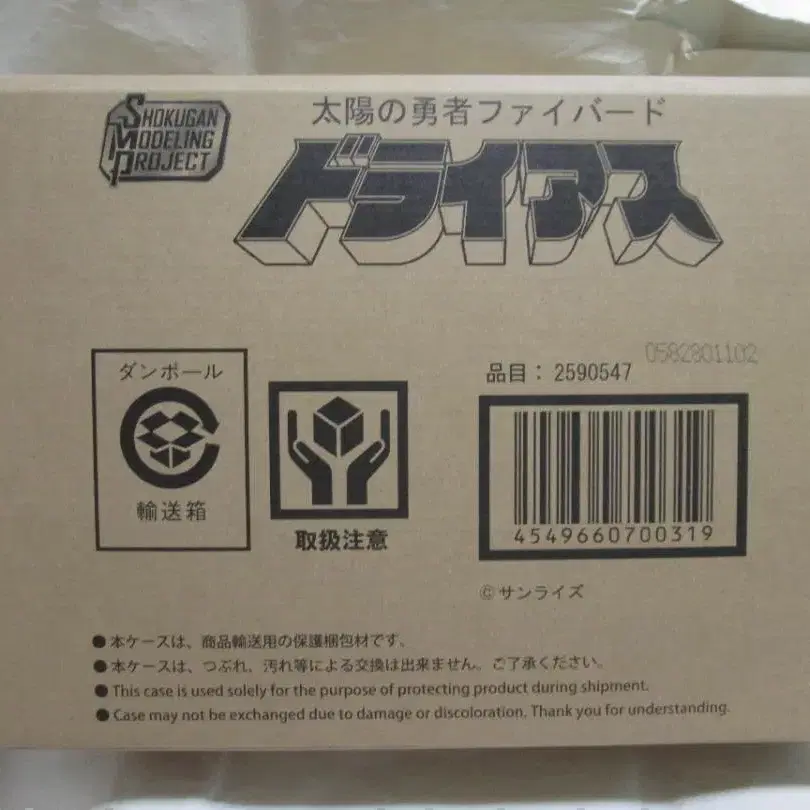 SHOKUGAN
MODELING
PROJECT
太陽の勇者ファイバード
ドライアス
ダンボール
輸送箱
取扱注意
品目： 2590547
0582801102
4549660700319
©サンライズ
●本ケースは、商品輸送用の保護梱包材です。
●本ケースは、つぶれ、汚れ等による交換は出来ません。ご了承ください。
●This case is used solely for the purpose of protecting product during shipment.
●Case may not be exchanged due to damage or discoloration. Thank you for understanding.